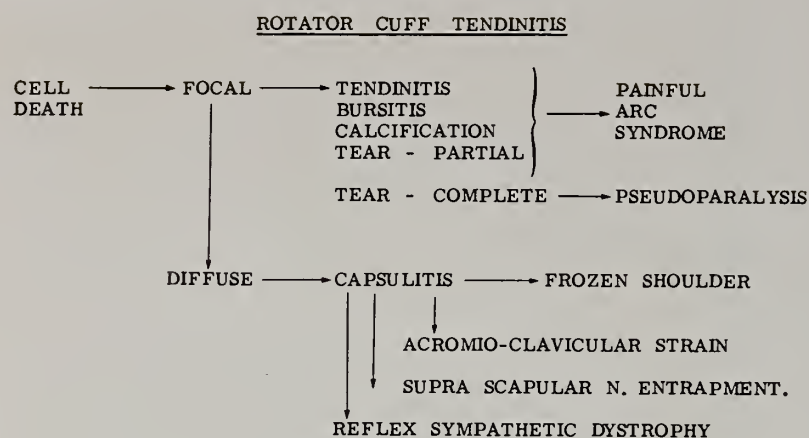 ROTATOR CUFF TENDINITIS
CELL DEATH
FOCAL
TENDINITIS
BURSITIS
CALCIFICATION
TEAR - PARTIAL
PAINFUL
ARC
SYNDROME
TEAR - COMPLETE
PSEUDOPARALYSIS
DIFFUSE
CAPSULITIS
FROZEN SHOULDER
ACROMIO-CLAVICULAR STRAIN
SUPRA SCAPULAR N. ENTRAPMENT.
REFLEX SYMPATHETIC DYSTROPHY